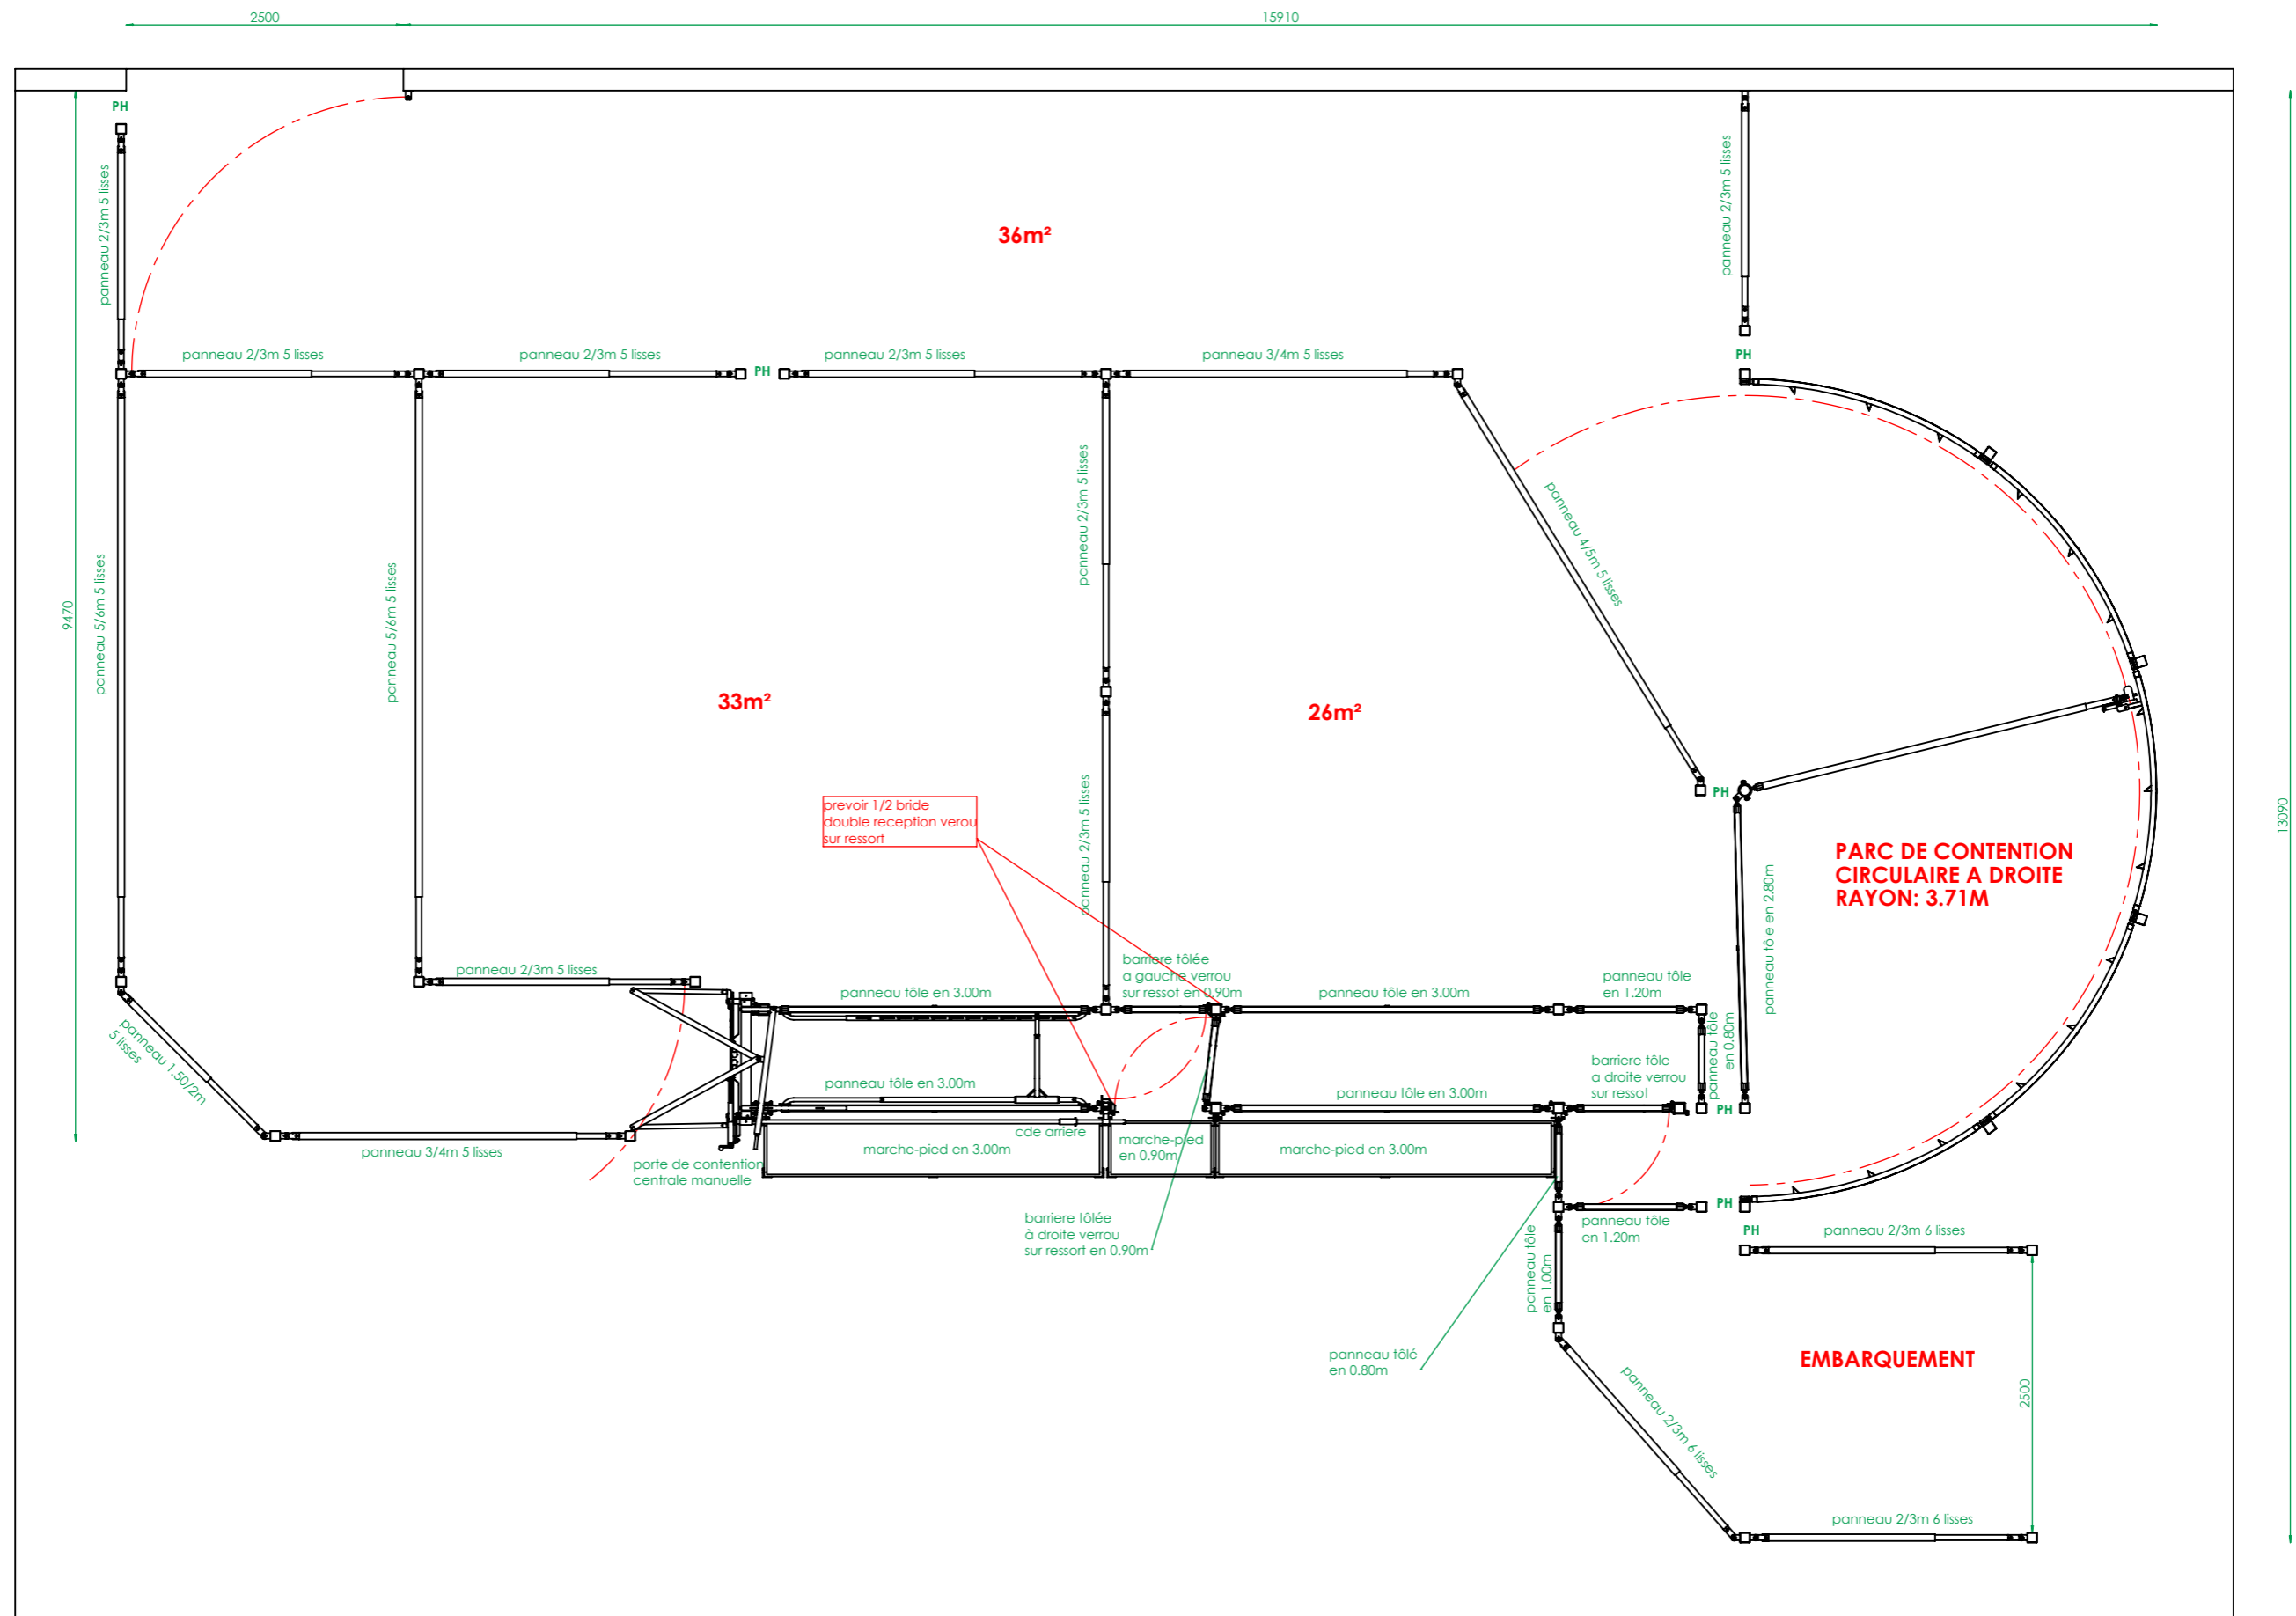 2500
15910
PH
panneau 2/3m 5 lisses
panneau 2/3m 5 lisses
36m²
panneau 2/3m 5 lisses
panneau 2/3m 5 lisses
PH
panneau 2/3m 5 lisses
panneau 3/4m 5 lisses
PH
9470
panneau 5/6m 5 lisses
panneau 5/6m 5 lisses
panneau 2/3m 5 lisses
panneau 4/5m 5 lisses
33m²
26m²
PH
prevoir 1/2 bride
double reception verou
sur ressort
panneau 2/3m 5 lisses
13090
PARC DE CONTENTION
CIRCULAIRE A DROITE
RAYON: 3.71M
panneau tôle en 2.80m
panneau 2/3m 5 lisses
barriere tôlée
a gauche verrou
sur ressot en 0.90m
panneau tôle en 3.00m
panneau tôle en 3.00m
panneau tôle
en 1.20m
panneau tôle
en 0.80m
panneau 1.50/2m
5 lisses
panneau tôle en 3.00m
panneau tôle en 3.00m
barriere tôle
a droite verrou
sur ressot
PH
cde arriere
panneau 3/4m 5 lisses
porte de contention
centrale manuelle
marche-pied en 3.00m
marche-pied
en 0.90m
marche-pied en 3.00m
barriere tôlée
à droite verrou
sur ressort en 0.90m
panneau tôle
en 1.00m
panneau tôle
en 1.20m
PH
PH
panneau 2/3m 6 lisses
panneau tôlé
en 0.80m
EMBARQUEMENT
2500
panneau 2/3m 6 lisses
panneau 2/3m 6 lisses